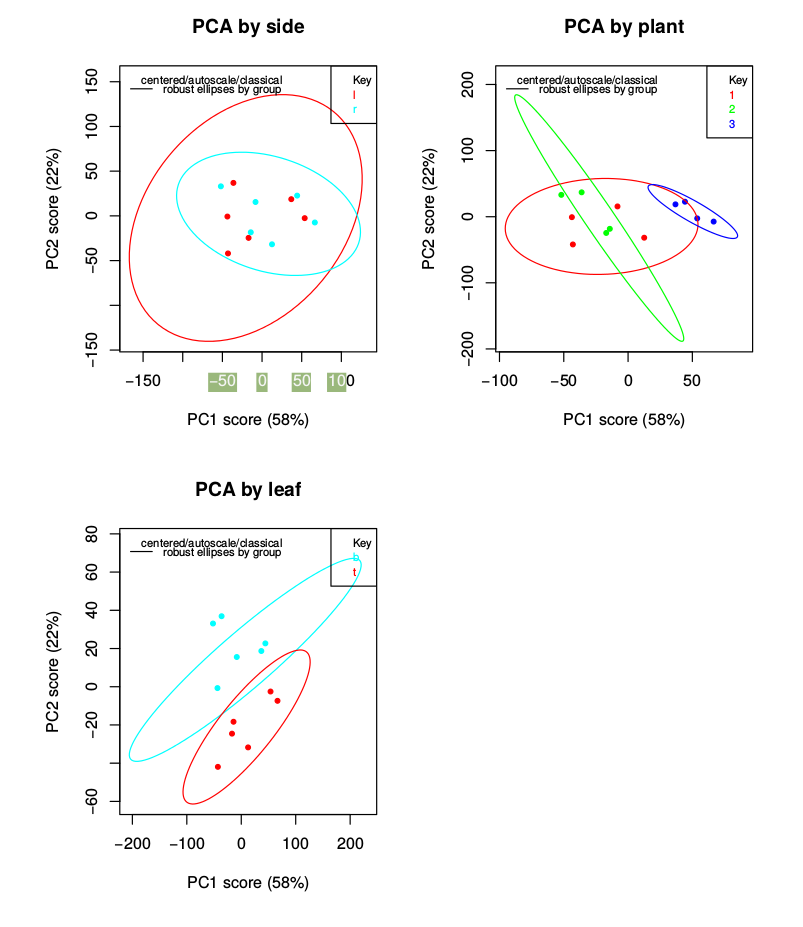 PCA by side
centered/autoscale/classical
robust ellipses by group
Key
l
r
150
100
50
0
−50
−150
PC2 score (22%)
−150 −50 0 50 100
PC1 score (58%)
PCA by plant
centered/autoscale/classical
robust ellipses by group
Key
1
2
3
200
100
0
−100
−200
PC2 score (22%)
−100 −50 0 50
PC1 score (58%)
PCA by leaf
centered/autoscale/classical
robust ellipses by group
Key
b
t
80
60
40
20
0
−20
−60
PC2 score (22%)
−200 −100 0 100 200
PC1 score (58%)